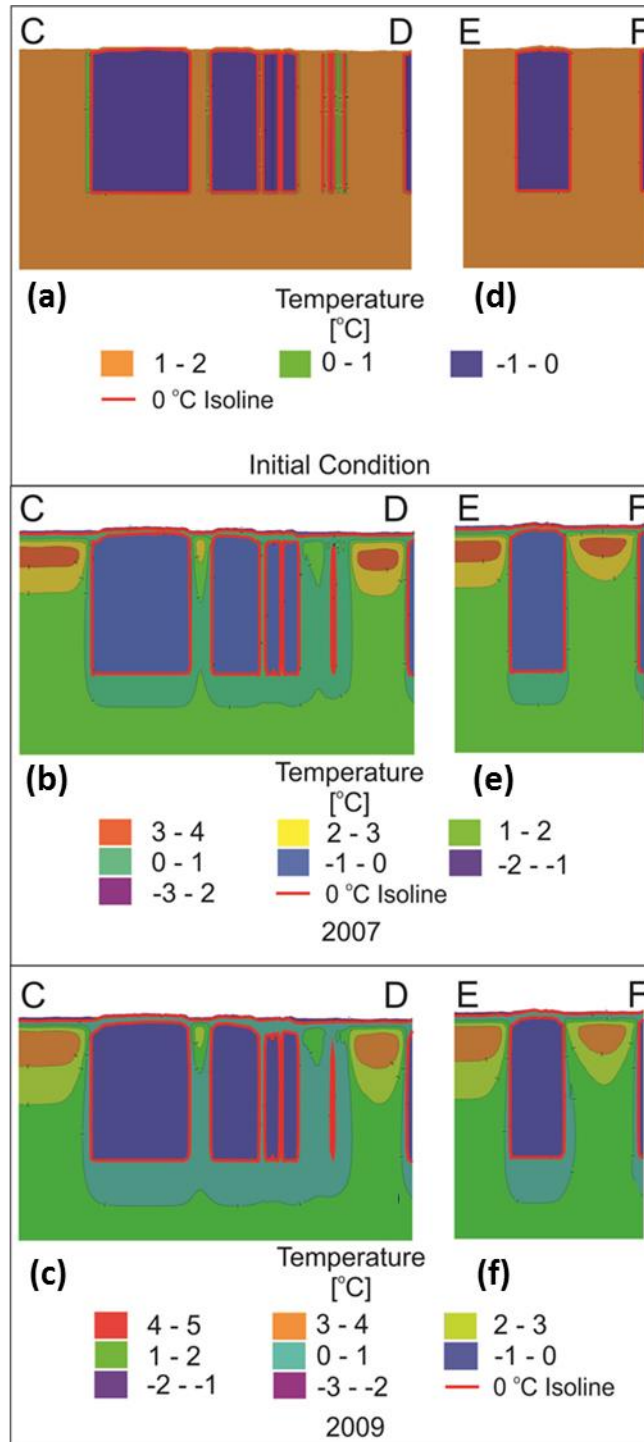 C D E F
(a) (d)
Temperature
[°C]
1 - 2 0 - 1 -1 - 0
0 °C Isoline
Initial Condition
C D E F
(b) (e)
Temperature
[°C]
3 - 4 2 - 3 1 - 2
0 - 1 -1 - 0 -2 - -1
-3 - 2 0 °C Isoline
2007
C D E F
(c) (f)
Temperature
[°C]
4 - 5 3 - 4 2 - 3
1 - 2 0 - 1 -1 - 0
-2 - -1 -3 - -2 0 °C Isoline
2009